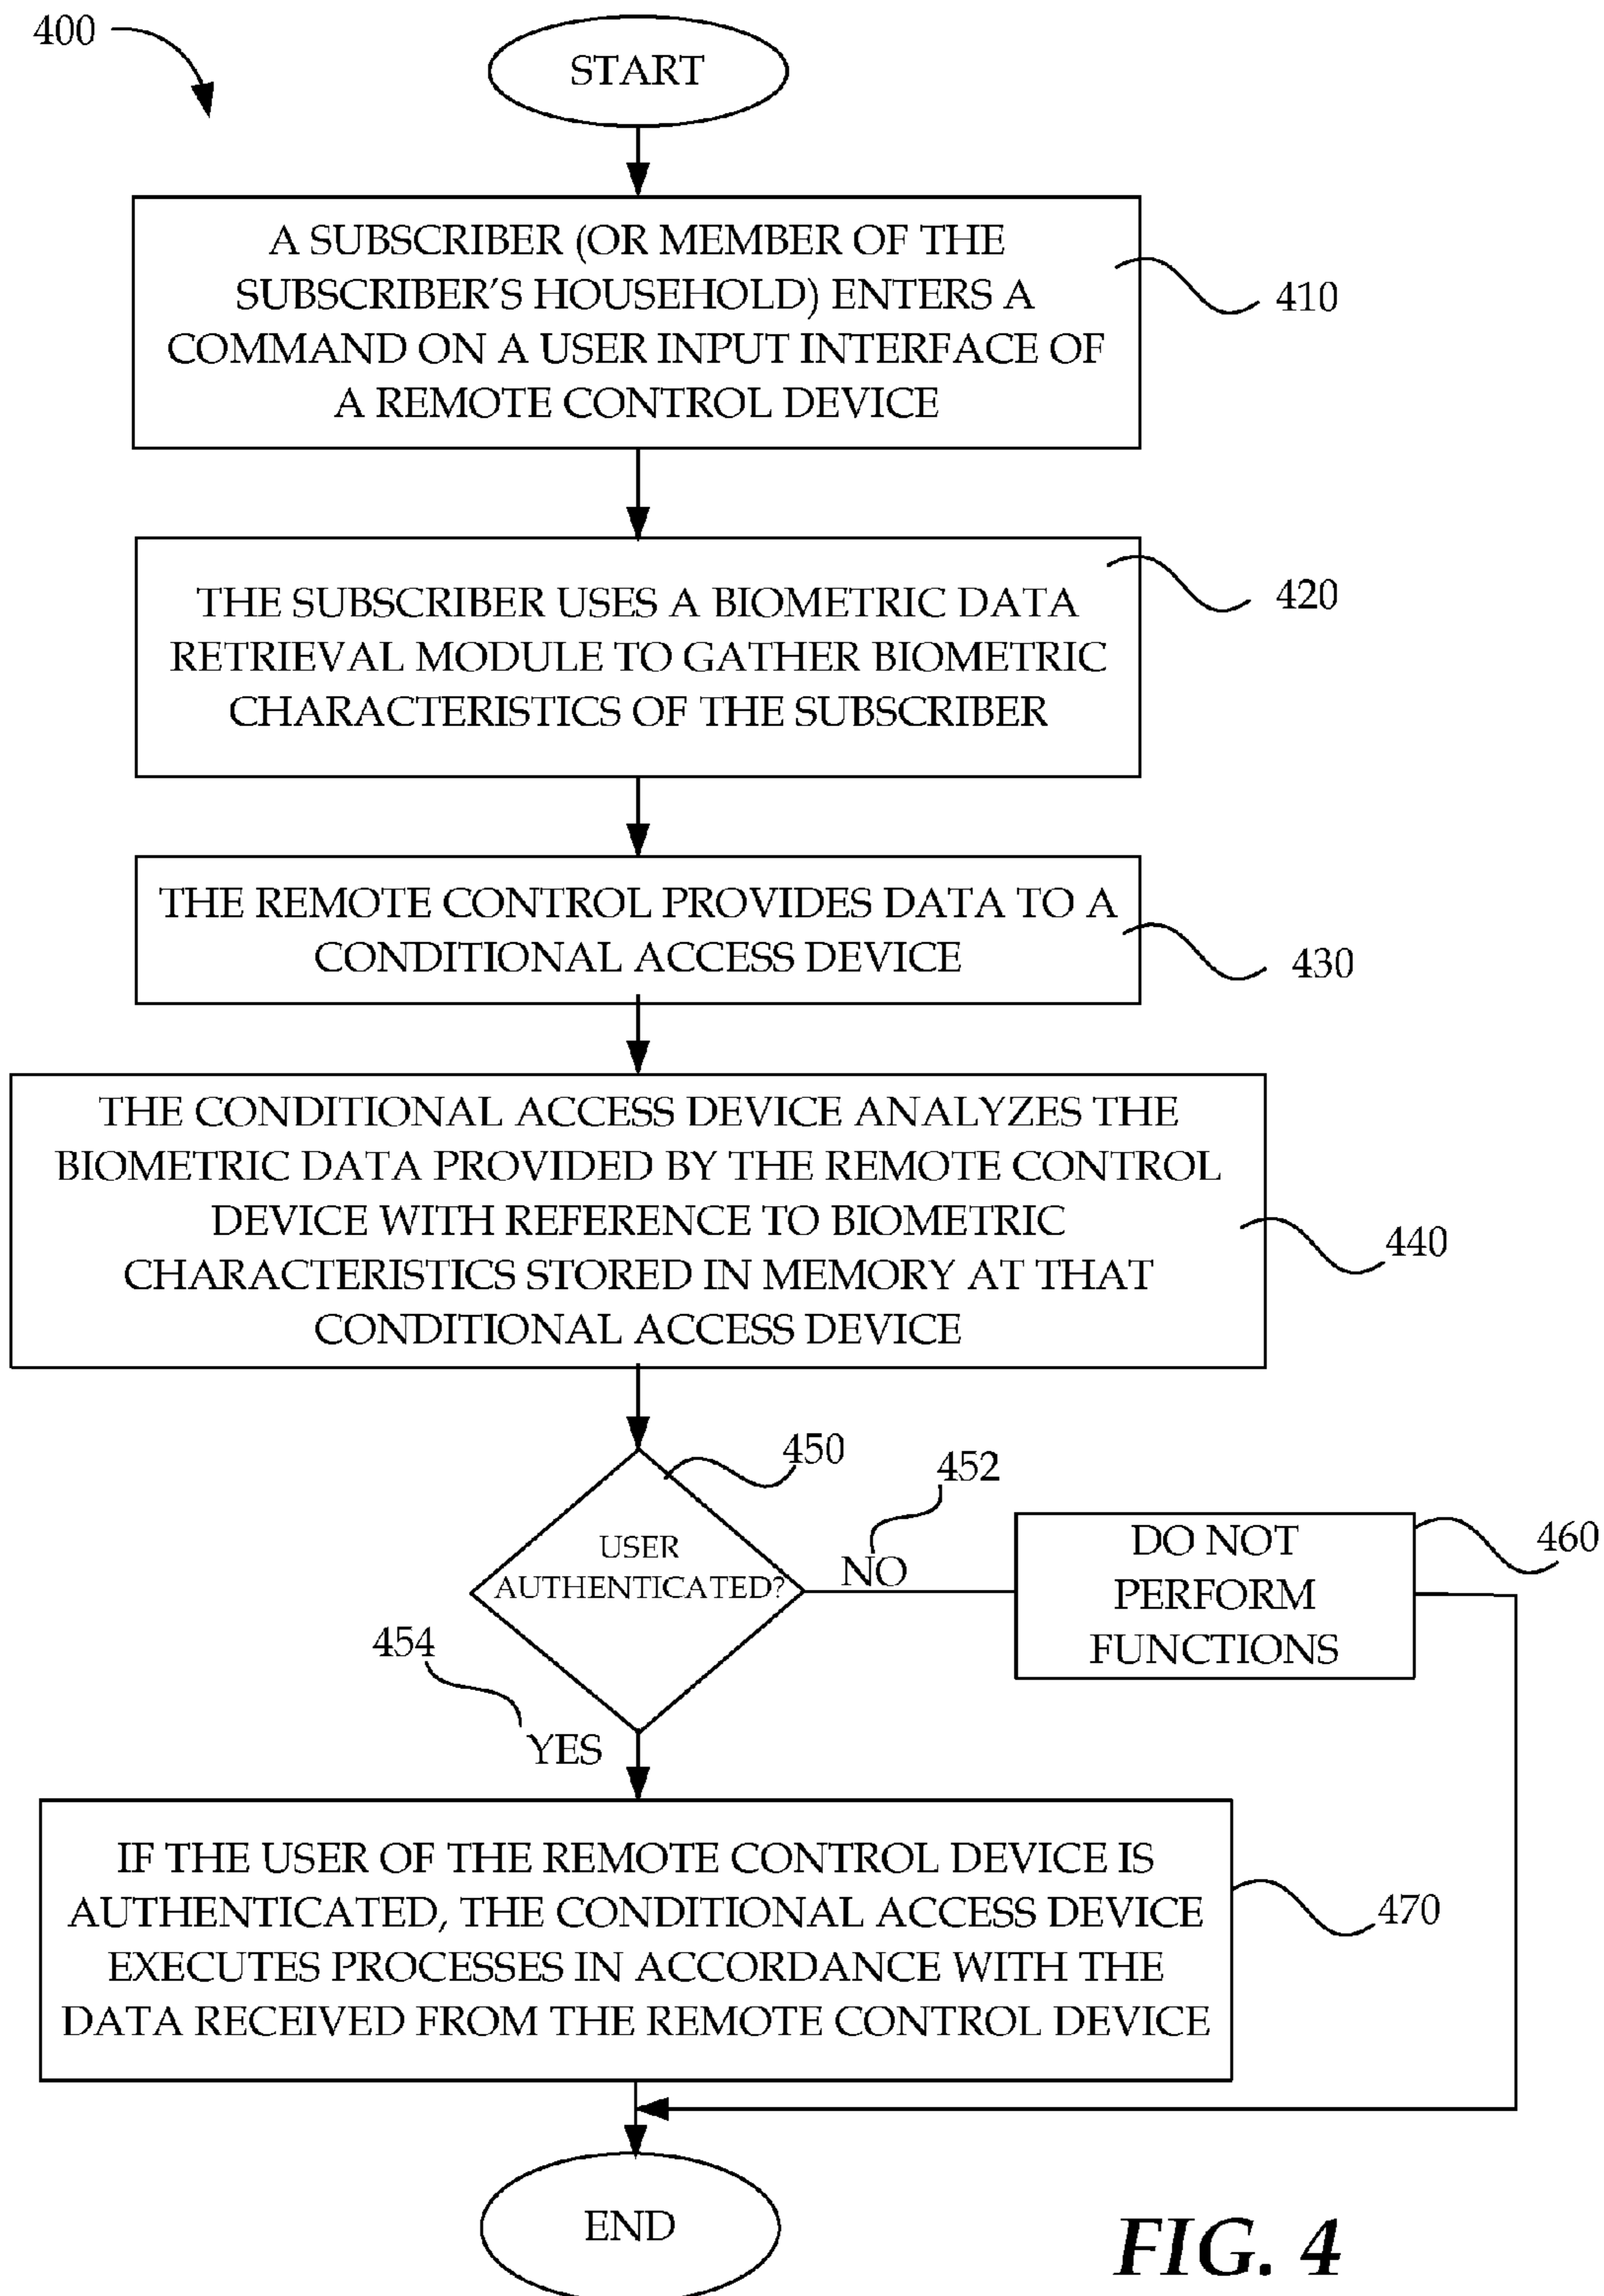 400
START
A SUBSCRIBER (OR MEMBER OF THE
SUBSCRIBER'S HOUSEHOLD) ENTERS A
COMMAND ON A USER INPUT INTERFACE OF
A REMOTE CONTROL DEVICE
410
THE SUBSCRIBER USES A BIOMETRIC DATA
RETRIEVAL MODULE TO GATHER BIOMETRIC
CHARACTERISTICS OF THE SUBSCRIBER
420
THE REMOTE CONTROL PROVIDES DATA TO A
CONDITIONAL ACCESS DEVICE
430
THE CONDITIONAL ACCESS DEVICE ANALYZES THE
BIOMETRIC DATA PROVIDED BY THE REMOTE CONTROL
DEVICE WITH REFERENCE TO BIOMETRIC
CHARACTERISTICS STORED IN MEMORY AT THAT
CONDITIONAL ACCESS DEVICE
440
450
USER
AUTHENTICATED?
452
NO
DO NOT
PERFORM
FUNCTIONS
460
454
YES
IF THE USER OF THE REMOTE CONTROL DEVICE IS
AUTHENTICATED, THE CONDITIONAL ACCESS DEVICE
EXECUTES PROCESSES IN ACCORDANCE WITH THE
DATA RECEIVED FROM THE REMOTE CONTROL DEVICE
470
END
FIG. 4